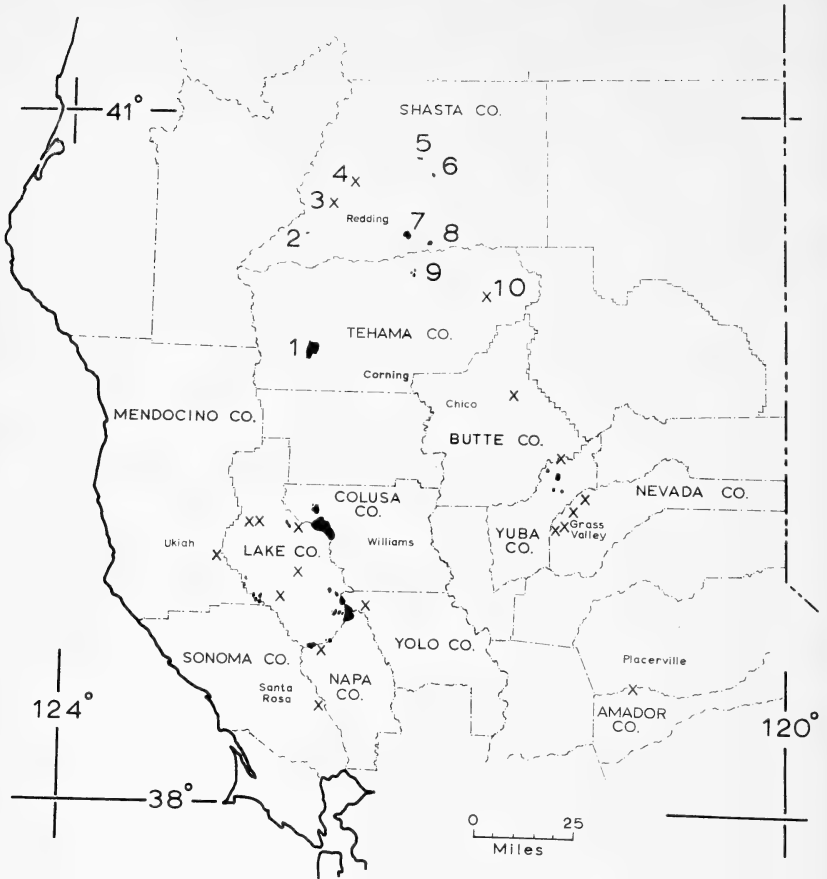 41°
SHASTA CO.
5
6
4 X
3 X
Redding
2
7
8
9
X 10
1
TEHAMA CO.
Corning
Chico
X
MENDOCINO CO.
BUTTE CO.
X
COLUSA
CO.
NEVADA CO.
X
X X
X
X
Ukiah
Williams
YUBA
CO.
X X
Grass
Valley
X
LAKE CO.
X
X
X
SONOMA CO.
X
YOLO CO.
Placerville
NAPA
CO.
Santa
Rosa
X
X
124°
AMADOR
CO.
120°
38°
0 25
Miles